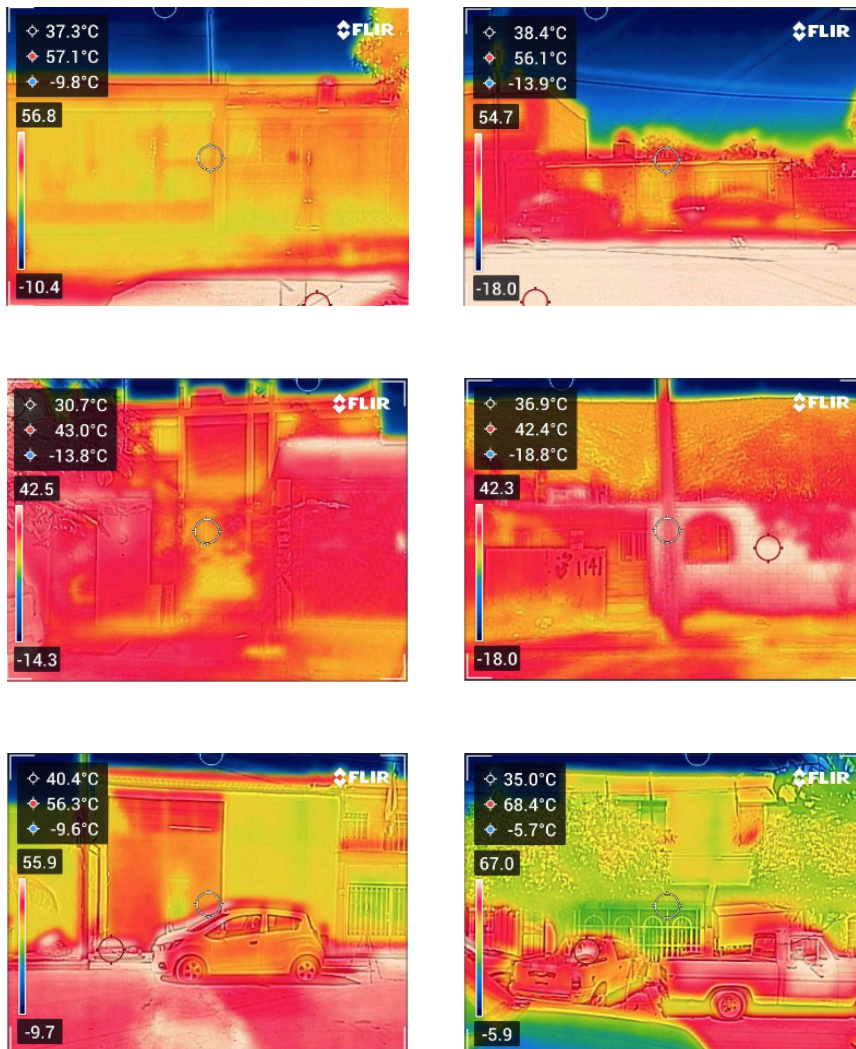 37.3°C
FLIR
57.1°C
-9.8°C
56.8
-10.4
38.4°C
FLIR
56.1°C
-13.9°C
54.7
-18.0
30.7°C
FLIR
43.0°C
-13.8°C
42.5
-14.3
36.9°C
FLIR
42.4°C
-18.8°C
42.3
1141
-18.0
40.4°C
FLIR
56.3°C
-9.6°C
55.9
-9.7
35.0°C
FLIR
68.4°C
-5.7°C
67.0
-5.9